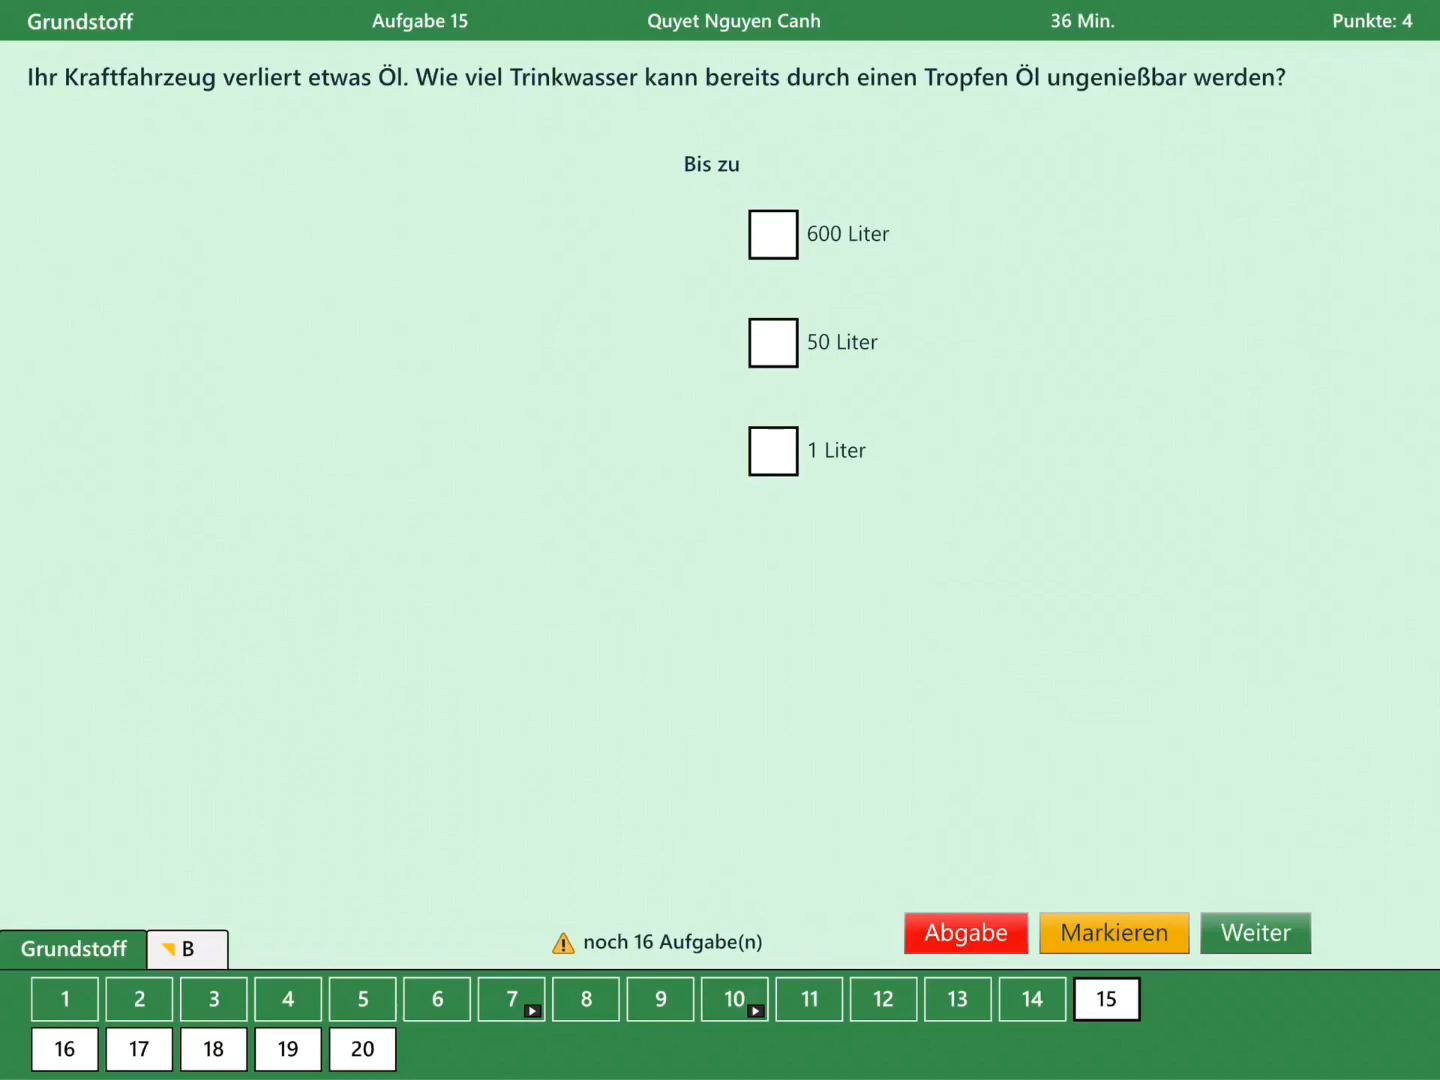 Grundstoff Aufgabe 15 Quyet Nguyen Canh 36 Min. Punkte: 4
Ihr Kraftfahrzeug verliert etwas Öl. Wie viel Trinkwasser kann bereits durch einen Tropfen Öl ungenießbar werden?
Bis zu
600 Liter
50 Liter
1 Liter
noch 16 Aufgabe(n) Abgabe Markieren Weiter
Grundstoff B
1 2 3 4 5 6 7 8 9 10 11 12 13 14 15
16 17 18 19 20